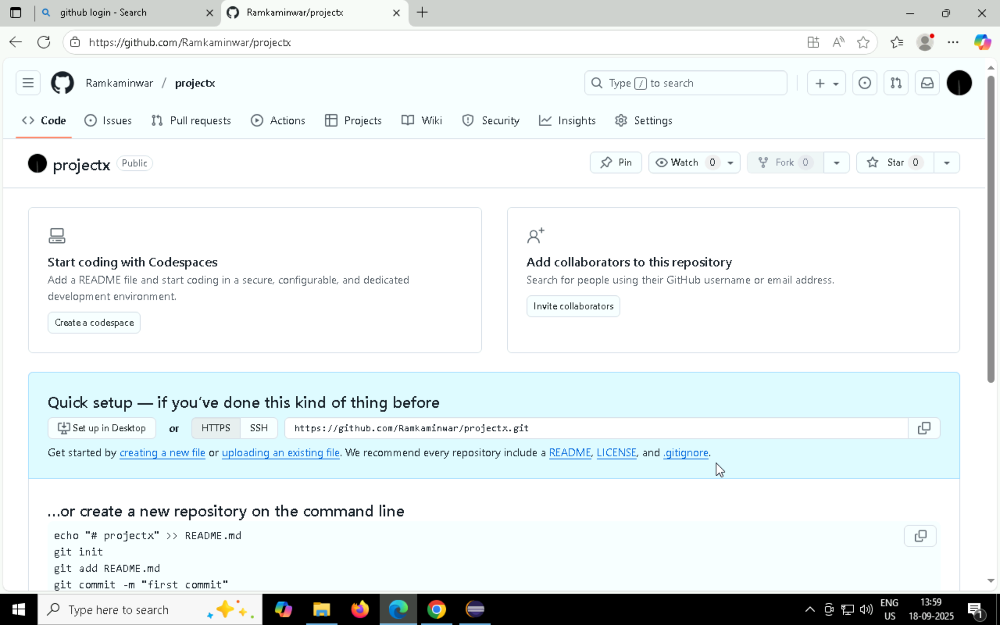 github login - Search
Ramkaminwar/projectx
https://github.com/Ramkaminwar/projectx
Ramkaminwar / projectx
Type / to search
Code
Issues
Pull requests
Actions
Projects
Wiki
Security
Insights
Settings
projectx
Public
Pin
Watch 0
Fork 0
Star 0
Start coding with Codespaces
Add a README file and start coding in a secure, configurable, and dedicated
development environment.
Create a codespace
Add collaborators to this repository
Search for people using their GitHub username or email address.
Invite collaborators
Quick setup — if you've done this kind of thing before
Set up in Desktop or HTTPS SSH https://github.com/Ramkaminwar/projectx.git
Get started by creating a new file or uploading an existing file. We recommend every repository include a README, LICENSE, and .gitignore.
...or create a new repository on the command line
echo "# projectx" >> README.md
git init
git add README.md
git commit -m "first commit"
Type here to search
ENG
US
13:59
18-09-2025
1